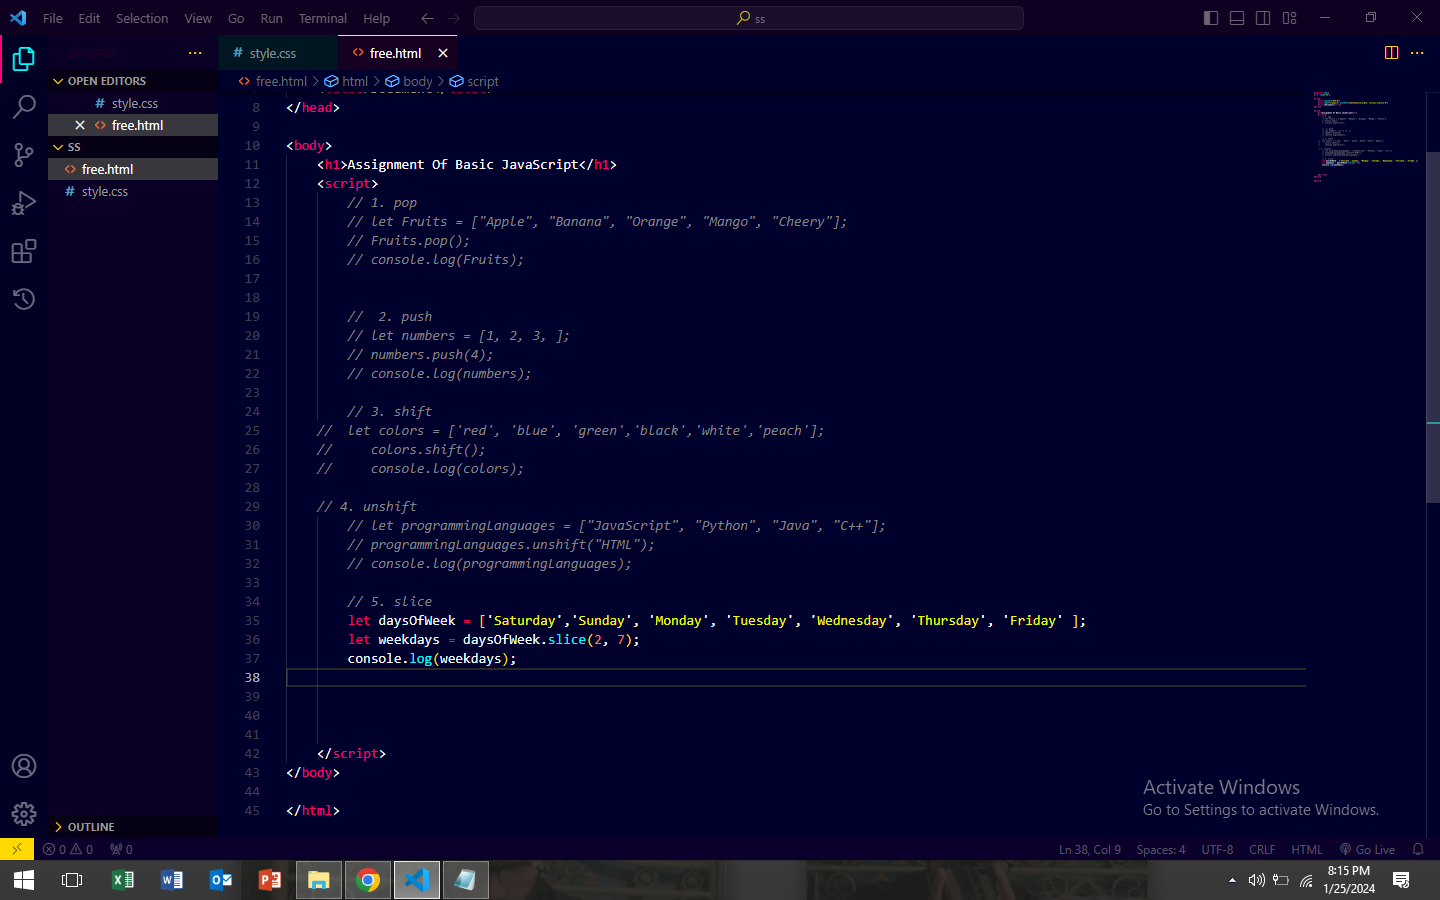 File Edit Selection View Go Run Terminal Help
ss
EXPLORER
# style.css
<> free.html
<> free.html > html > body > script
OPEN EDITORS
# style.css
<> free.html
SS
<> free.html
# style.css
OUTLINE
8 </head>
9
10 <body>
11 <h1>Assignment Of Basic JavaScript</h1>
12 <script>
13 // 1. pop
14 // let Fruits = ["Apple", "Banana", "Orange", "Mango", "Cheery"];
15 // Fruits.pop();
16 // console.log(Fruits);
17
18
19 //  2. push
20 // let numbers = [1, 2, 3, ];
21 // numbers.push(4);
22 // console.log(numbers);
23
24 // 3. shift
25 //  let colors = ['red', 'blue', 'green','black','white','peach'];
26 //     colors.shift();
27 //     console.log(colors);
28
29 // 4. unshift
30 // let programmingLanguages = ["JavaScript", "Python", "Java", "C++"];
31 // programmingLanguages.unshift("HTML");
32 // console.log(programmingLanguages);
33
34 // 5. slice
35 let daysOfWeek = ['Saturday','Sunday', 'Monday', 'Tuesday', 'Wednesday', 'Thursday', 'Friday' ];
36 let weekdays = daysOfWeek.slice(2, 7);
37 console.log(weekdays);
38
39
40
41
42 </script>
43 </body>
44
45 </html>
Activate Windows
Go to Settings to activate Windows.
0 0 0
Ln 38, Col 9 Spaces: 4 UTF-8 CRLF HTML Go Live
8:15 PM
1/25/2024